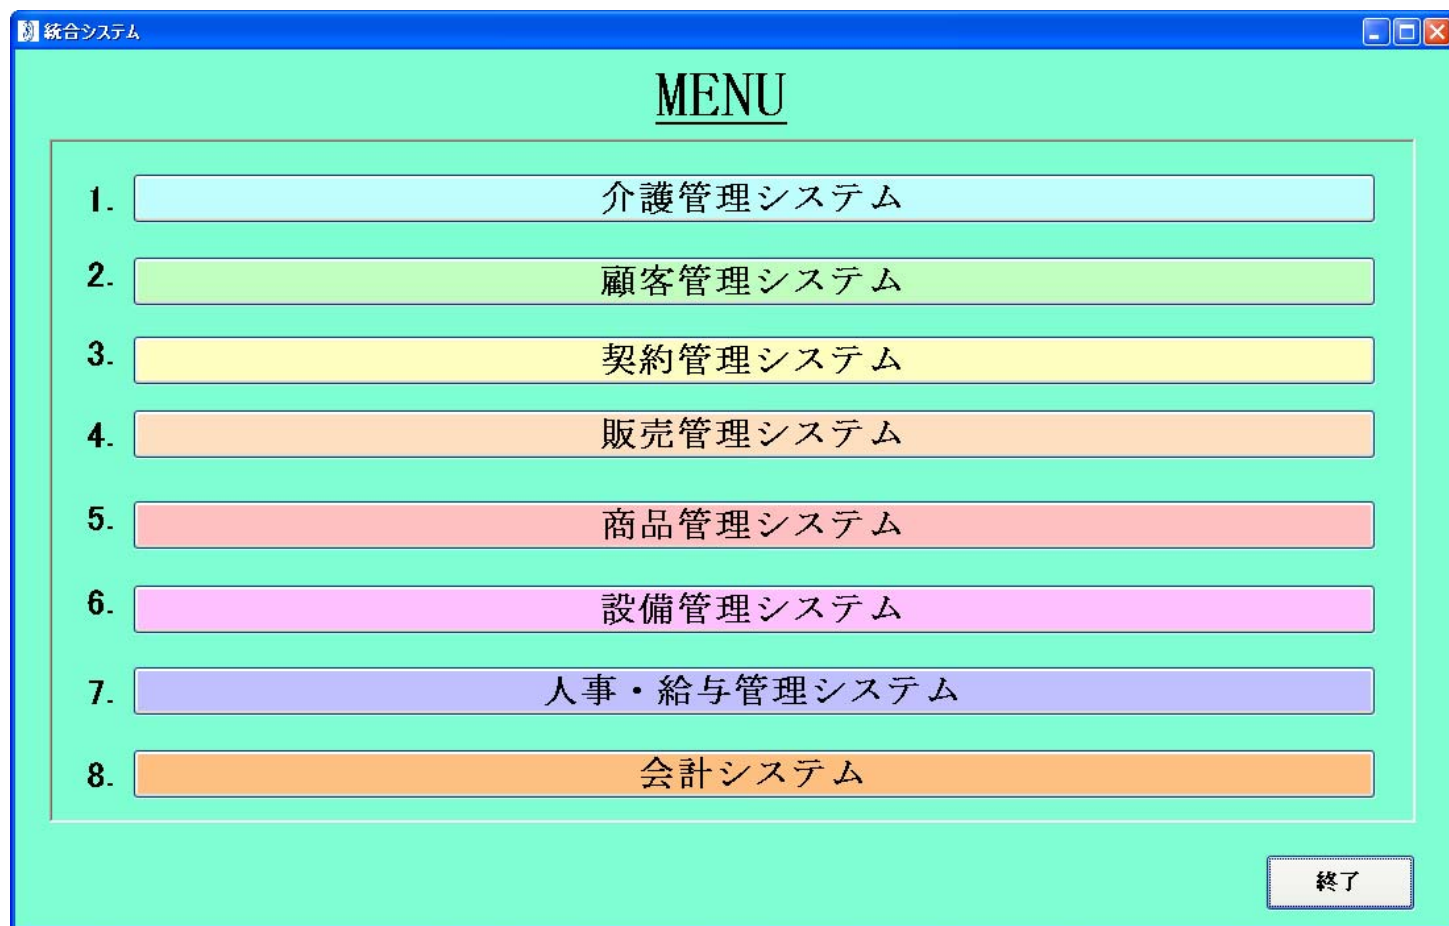 統合システム
MENU
1. 介護管理システム
2. 顧客管理システム
3. 契約管理システム
4. 販売管理システム
5. 商品管理システム
6. 設備管理システム
7. 人事・給与管理システム
8. 会計システム
終了